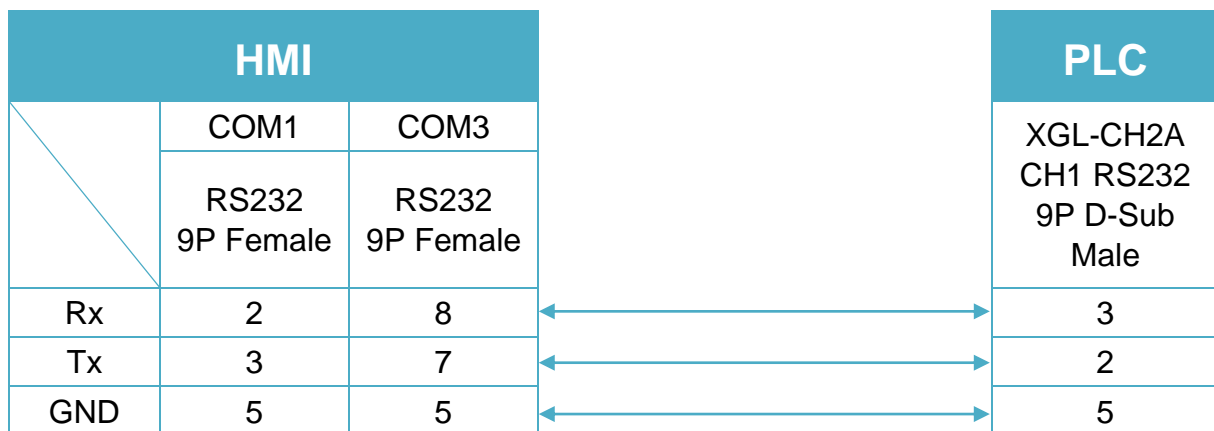 HMI
PLC
COM1 COM3
RS232
9P Female
RS232
9P Female
XGL-CH2A
CH1 RS232
9P D-Sub
Male
Rx 2 8 3
Tx 3 7 2
GND 5 5 5